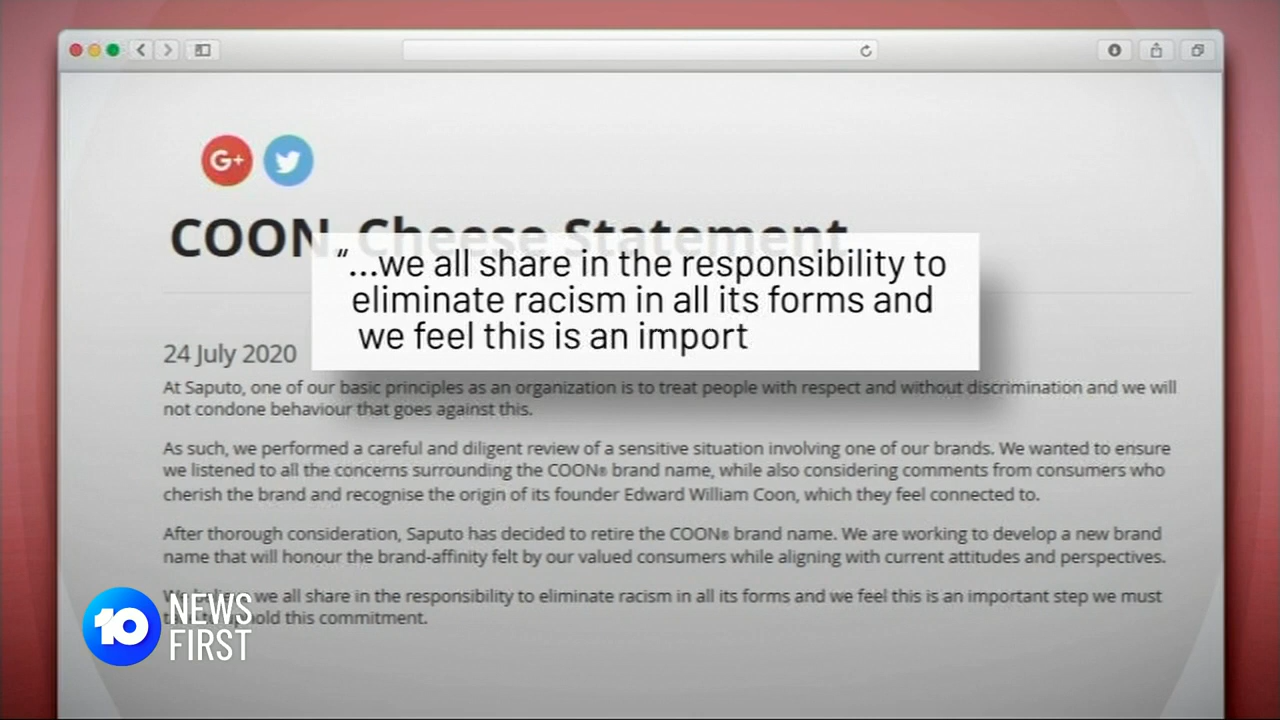 G+
COON. Cheese Statement
“...we all share in the responsibility to
eliminate racism in all its forms and
we feel this is an import
24 July 2020
At Saputo, one of our basic principles as an organization is to treat people with respect and without discrimination and we will
not condone behaviour that goes against this.
As such, we performed a careful and diligent review of a sensitive situation involving one of our brands. We wanted to ensure
we listened to all the concerns surrounding the COON® brand name, while also considering comments from consumers who
cherish the brand and recognise the origin of its founder Edward William Coon, which they feel connected to.
After thorough consideration, Saputo has decided to retire the COON® brand name. We are working to develop a new brand
name that will honour the brand-affinity felt by our valued consumers while aligning with current attitudes and perspectives.
we all share in the responsibility to eliminate racism in all its forms and we feel this is an important step we must
this commitment.
10 NEWS
FIRST